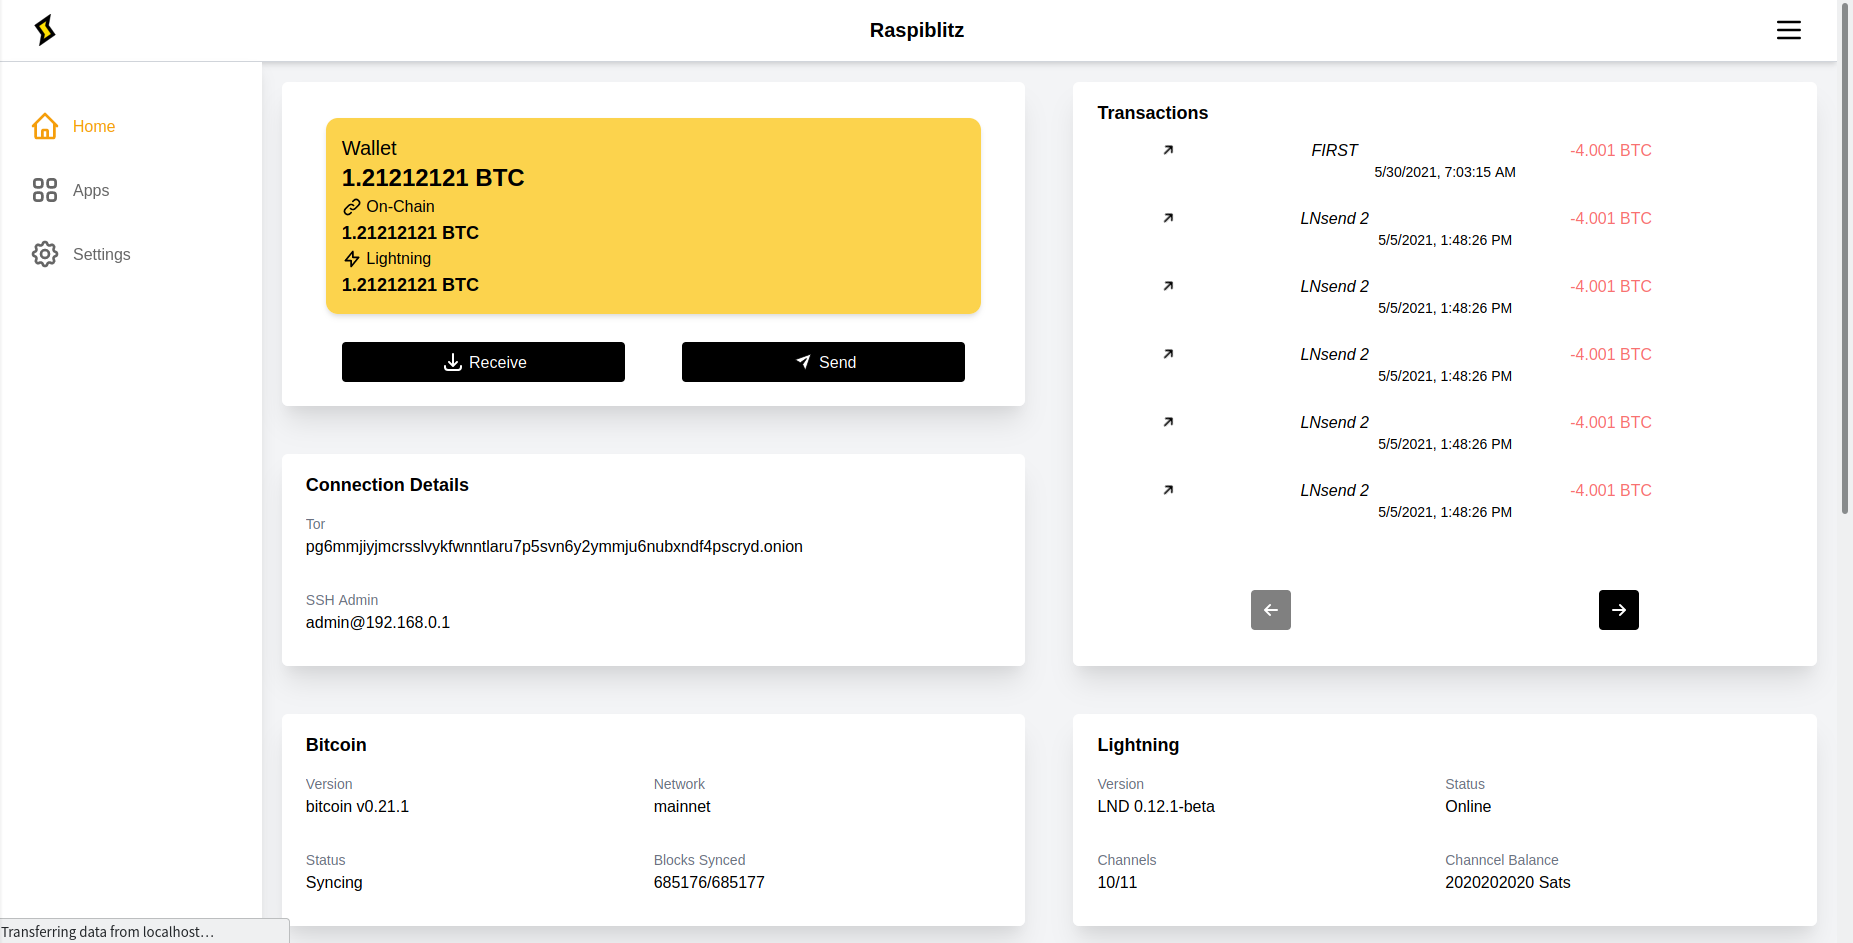 Raspiblitz
Home
Apps
Settings
Wallet
1.21212121 BTC
On-Chain
1.21212121 BTC
Lightning
1.21212121 BTC
Receive
Send
Connection Details
Tor
pg6mmjiyjmcrsslvykfwnntlaru7p5svn6y2ymmju6nubxndf4pscryd.onion
SSH Admin
admin@192.168.0.1
Transactions
FIRST -4.001 BTC
5/30/2021, 7:03:15 AM
LNsend 2 -4.001 BTC
5/5/2021, 1:48:26 PM
LNsend 2 -4.001 BTC
5/5/2021, 1:48:26 PM
LNsend 2 -4.001 BTC
5/5/2021, 1:48:26 PM
LNsend 2 -4.001 BTC
5/5/2021, 1:48:26 PM
LNsend 2 -4.001 BTC
5/5/2021, 1:48:26 PM
Bitcoin
Version Network
bitcoin v0.21.1 mainnet
Status Blocks Synced
Syncing 685176/685177
Lightning
Version Status
LND 0.12.1-beta Online
Channels Channcel Balance
10/11 2020202020 Sats
Transferring data from localhost…